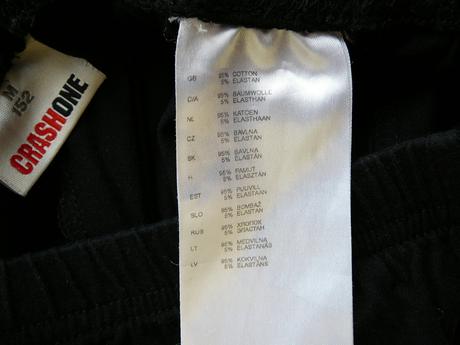 M
152
CRASHONE
GB 95% COTTON
5% ELASTAN
D/A 95% BAUMWOLLE
5% ELASTHAN
NL 95% KATOEN
5% ELASTHAAN
CZ 95% BAVLNA
5% ELASTAN
SK 95% BAVLNA
5% ELASTÁN
H 95% PAMUT
5% ELASZTÁN
EST 95% PUUVILL
5% ELASTAAN
SLO 95% BOMBAŽ
5% ELASTAN
RUS 95% ХЛОПОК
5% ЭЛАСТАН
LT 95% MEDVILNA
5% ELASTANAS
LV 95% KOKVILNA
5% ELASTĀNS